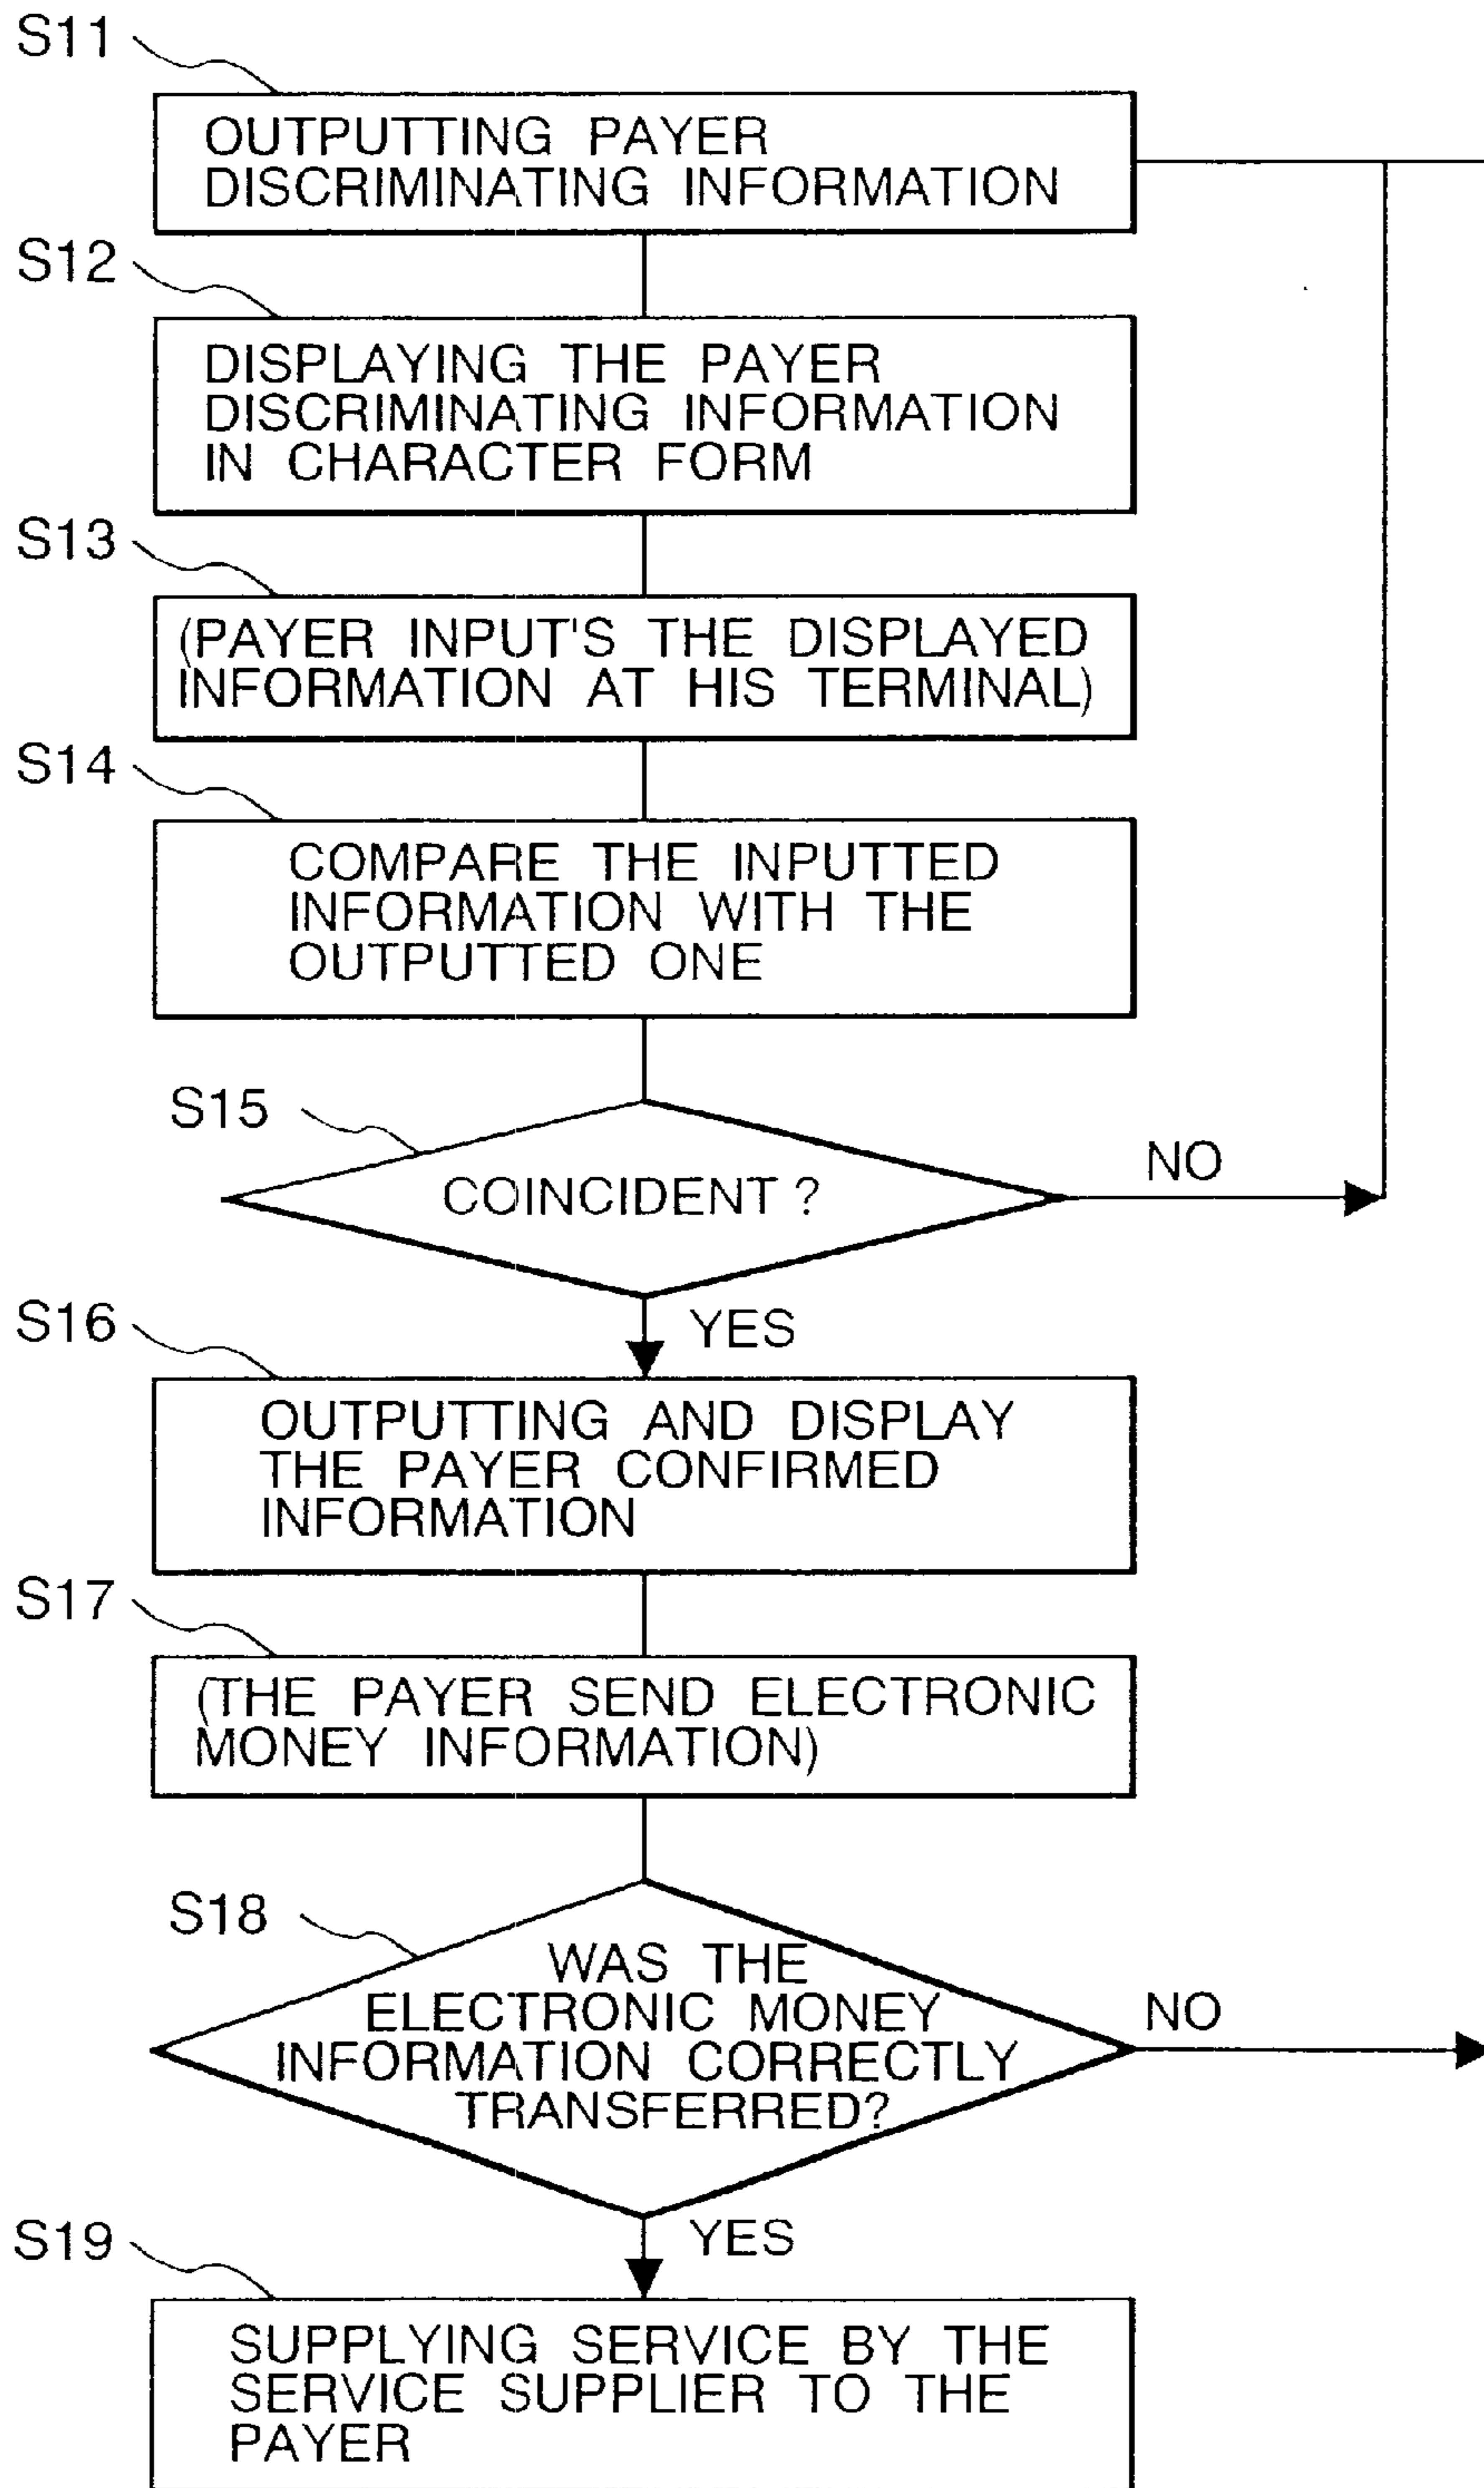 S11
OUTPUTTING PAYER
DISCRIMINATING INFORMATION
S12
DISPLAYING THE PAYER
DISCRIMINATING INFORMATION
IN CHARACTER FORM
S13
(PAYER INPUT'S THE DISPLAYED
INFORMATION AT HIS TERMINAL)
S14
COMPARE THE INPUTTED
INFORMATION WITH THE
OUTPUTTED ONE
S15
COINCIDENT ?
NO
YES
S16
OUTPUTTING AND DISPLAY
THE PAYER CONFIRMED
INFORMATION
S17
(THE PAYER SEND ELECTRONIC
MONEY INFORMATION)
S18
WAS THE
ELECTRONIC MONEY
INFORMATION CORRECTLY
TRANSFERRED?
NO
YES
S19
SUPPLYING SERVICE BY THE
SERVICE SUPPLIER TO THE
PAYER